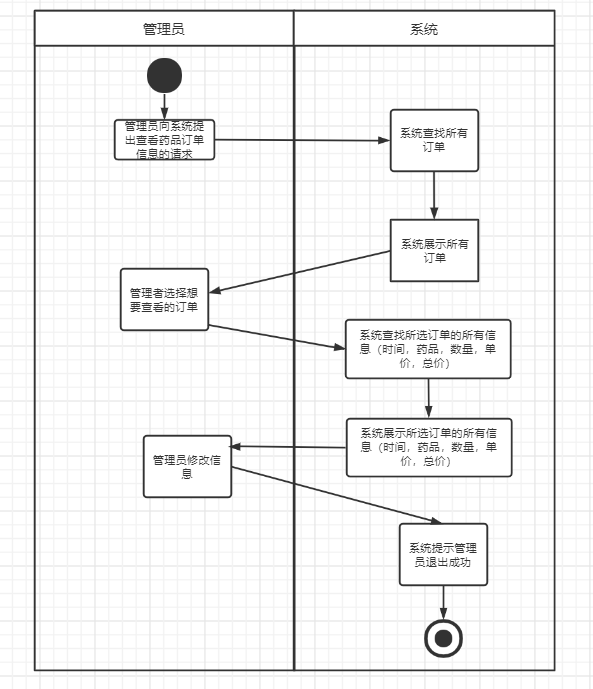 管理员
系统
管理员向系统提
出查看药品订单
信息的请求
系统查找所有
订单
系统展示所有
订单
管理者选择想
要查看的订单
系统查找所选订单的所有信
息（时间，药品，数量，单
价，总价）
系统展示所选订单的所有信
息（时间，药品，数量，单
价，总价）
管理员修改信
息
系统提示管理
员退出成功